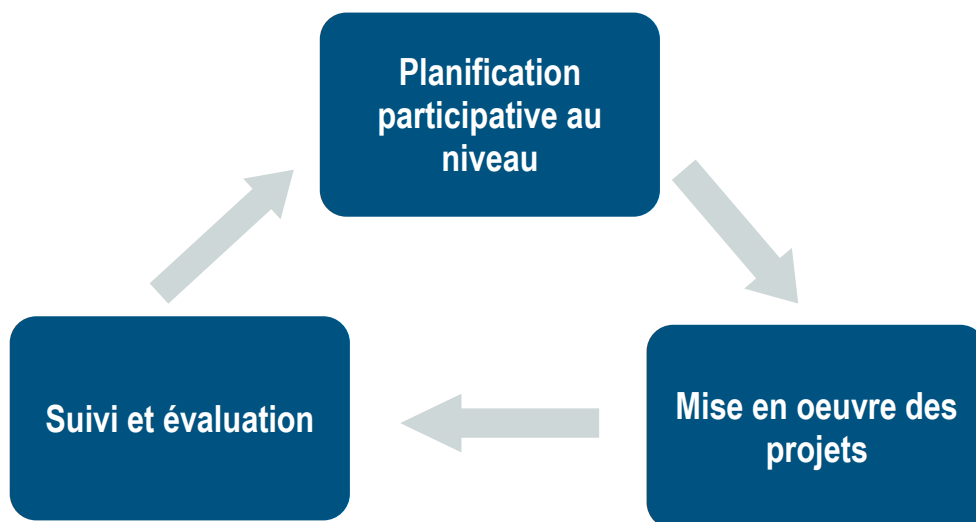 Planification
participative au
niveau
Suivi et évaluation
Mise en oeuvre des
projets